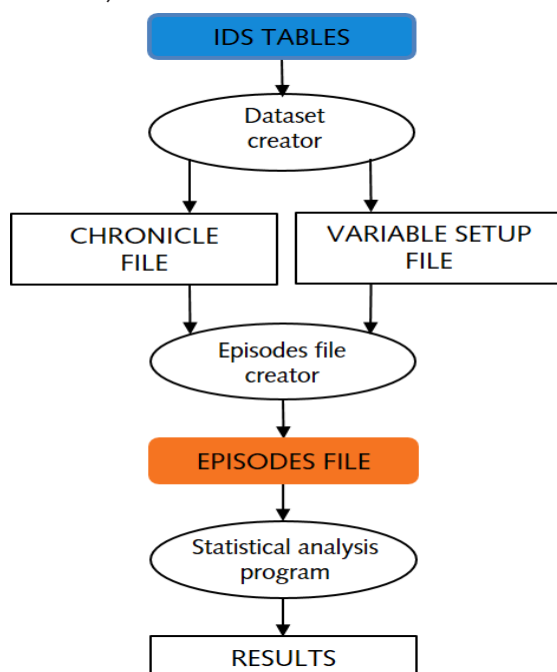 IDS TABLES
Dataset
creator
CHRONICLE
FILE
VARIABLE SETUP
FILE
Episodes file
creator
EPISODES FILE
Statistical analysis
program
RESULTS